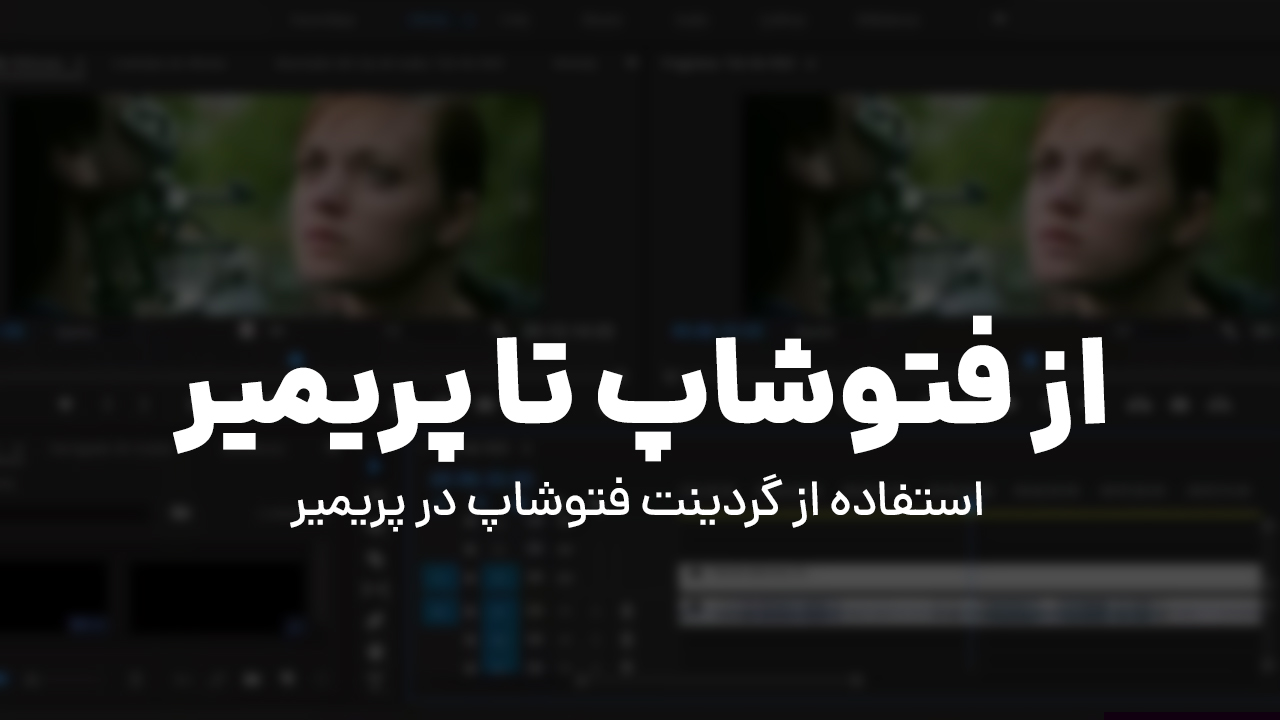 از فتوشاپ تا پریمیر
استفاده از گردینت فتوشاپ در پریمیر